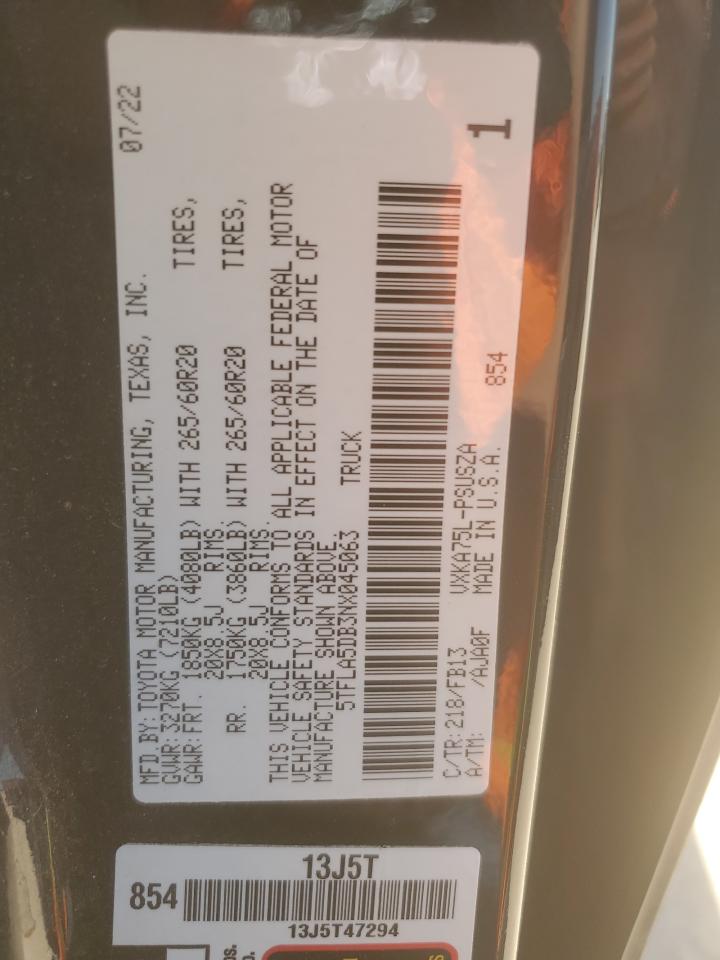 MFD.BY:TOYOTA MOTOR MANUFACTURING, TEXAS, INC. 07/22
GVWR:3270KG (7210LB)
GAWR:FRT. 1850KG (4080LB) WITH 265/60R20 TIRES,
20X8.5J RIMS.
RR. 1750KG (3860LB) WITH 265/60R20 TIRES,
20X8.5J RIMS.
THIS VEHICLE CONFORMS TO ALL APPLICABLE FEDERAL MOTOR
VEHICLE SAFETY STANDARDS IN EFFECT ON THE DATE OF
MANUFACTURE SHOWN ABOVE.
5TFLA5DB3NX045063 TRUCK
C/TR:218/FB13 VXKA75L-PSUSZA 854
A/TM: /AJA0F MADE IN U.S.A.
1
13J5T
854
13J5T47294